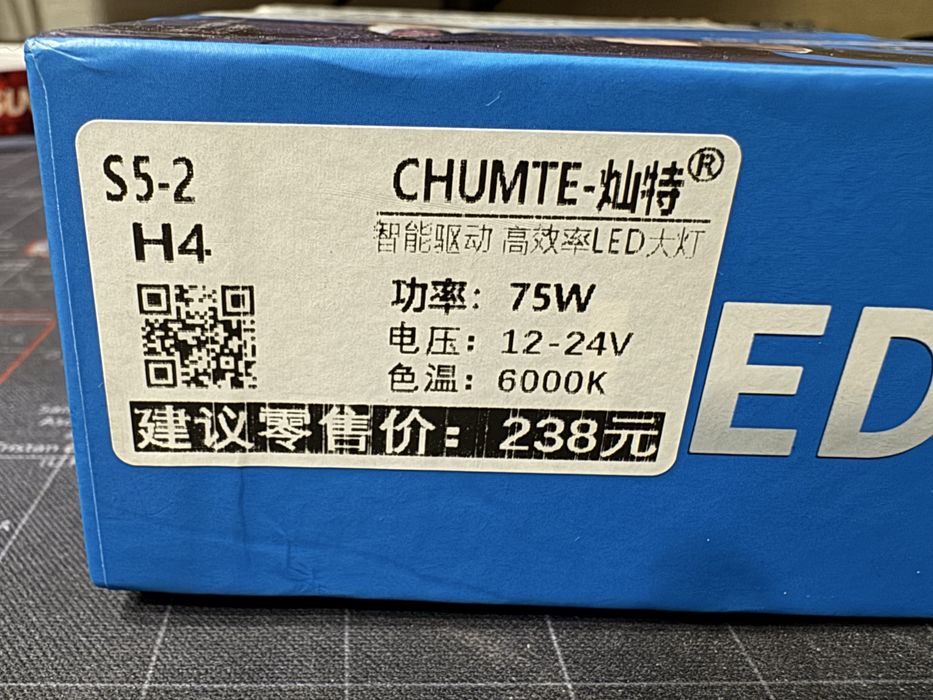 S5-2
CHUMTE-灿特®
H4
智能驱动 高效率LED大灯
功率：75W
电压：12-24V
色温：6000K
建议零售价：238元
ED
SU